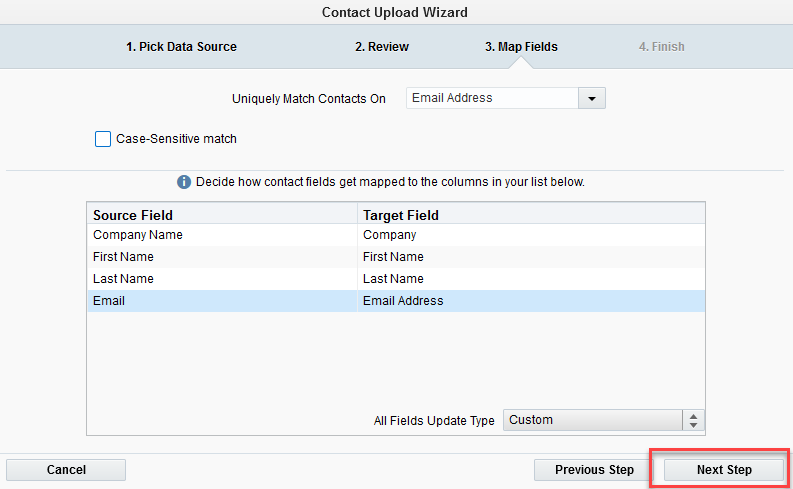 Contact Upload Wizard
1. Pick Data Source 2. Review 3. Map Fields 4. Finish
Uniquely Match Contacts On Email Address
Case-Sensitive match
Decide how contact fields get mapped to the columns in your list below.
Source Field Target Field
Company Name Company
First Name First Name
Last Name Last Name
Email Email Address
All Fields Update Type Custom
Cancel Previous Step Next Step